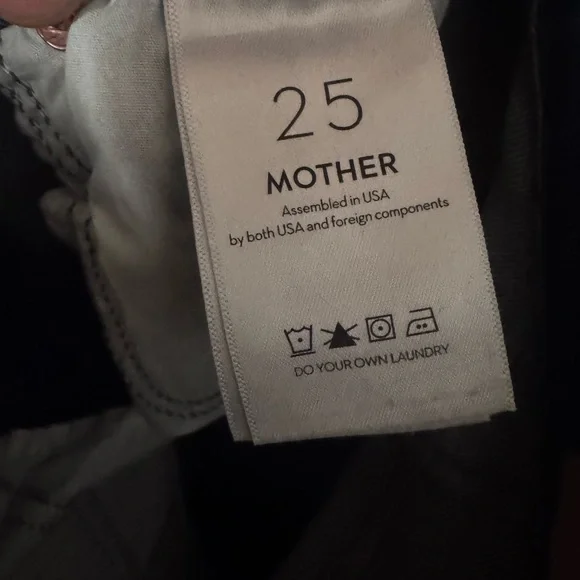 25
MOTHER
Assembled in USA
by both USA and foreign components
DO YOUR OWN LAUNDRY